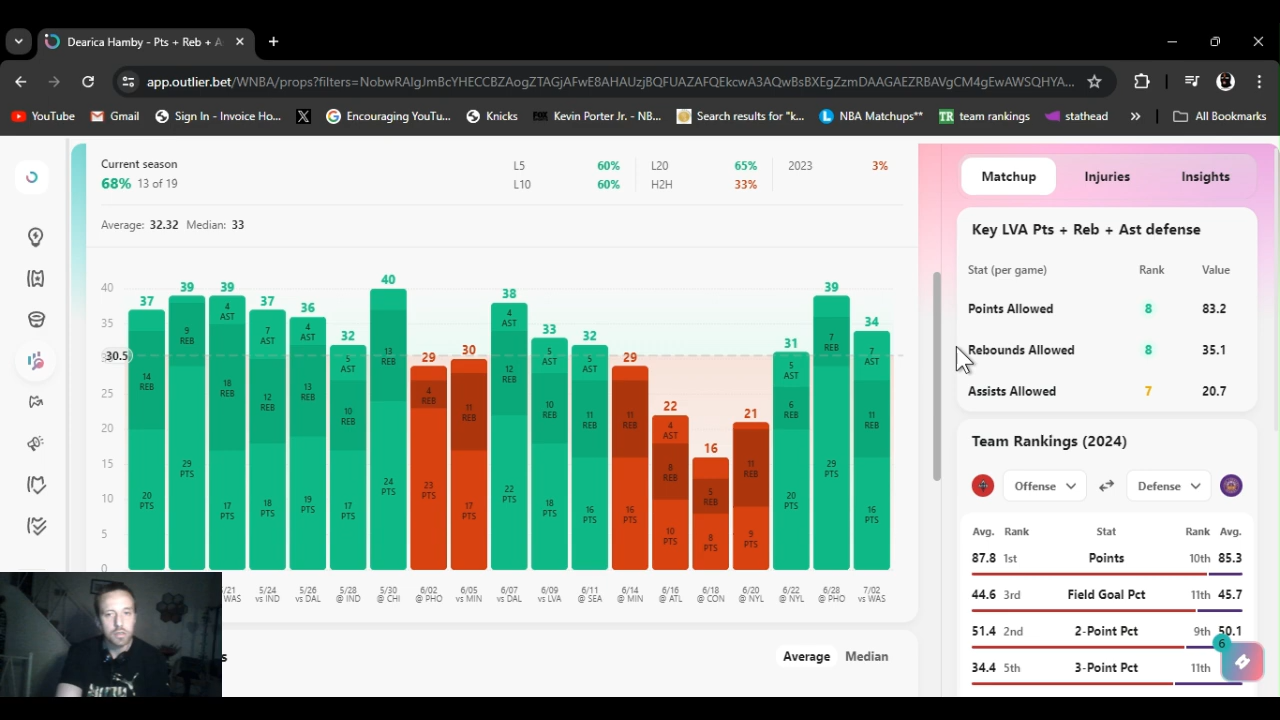 Dearica Hamby - Pts + Reb + A
app.outlier.bet/WNBA/props?filters=NobwRAlgJmBcYHECCBZAogZTAGjAFwE8AHAUzjBQFUAZAFQEkcwA3AQwBsBXEgZzmDAAGAEZRBAVgCM4gEwAWSQHYA...
YouTube
Gmail
Sign In - Invoice Ho...
Encouraging YouTu...
Knicks
FOX Kevin Porter Jr. - NB...
Search results for "k...
NBA Matchups**
TR team rankings
stathead
All Bookmarks
Current season
68% 13 of 19
L5 60% L20 65% 2023 3%
L10 60% H2H 33%
Average: 32.32 Median: 33
Matchup Injuries Insights
Key LVA Pts + Reb + Ast defense
Stat (per game) Rank Value
Points Allowed 8 83.2
Rebounds Allowed 8 35.1
Assists Allowed 7 20.7
Team Rankings (2024)
Offense Defense
Avg. Rank Stat Rank Avg.
87.8 1st Points 10th 85.3
44.6 3rd Field Goal Pct 11th 45.7
51.4 2nd 2-Point Pct 9th 50.1
34.4 5th 3-Point Pct 11th
6
40
35
30.5
25
20
15
10
5
0
37
14 REB
20 PTS
39
9 REB
29 PTS
39
4 AST
18 REB
17 PTS
37
7 AST
12 REB
18 PTS
36
4 AST
13 REB
19 PTS
32
5 AST
10 REB
17 PTS
40
13 REB
24 PTS
29
4 REB
23 PTS
30
11 REB
17 PTS
38
4 AST
12 REB
22 PTS
33
5 AST
10 REB
18 PTS
32
5 AST
11 REB
16 PTS
29
11 REB
16 PTS
22
4 AST
8 REB
10 PTS
16
5 REB
8 PTS
21
11 REB
9 PTS
31
5 AST
6 REB
20 PTS
39
7 REB
29 PTS
34
7 AST
11 REB
16 PTS
/21 5/24 5/26 5/28 5/30 6/02 6/05 6/07 6/09 6/11 6/14 6/16 6/18 6/20 6/22 6/28 7/02
WAS vs IND vs DAL @ IND @ CHI @ PHO vs MIN vs DAL vs LVA @ SEA @ MIN @ ATL @ CON @ NYL @ NYL @ PHO vs WAS
s
Average Median